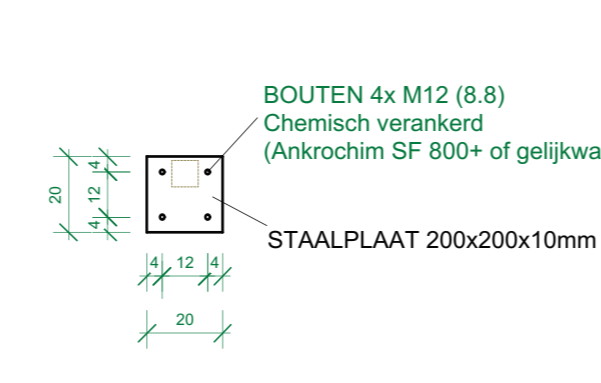 BOUTEN 4x M12 (8.8)
Chemisch verankerd
(Ankrochim SF 800+ of gelijkwa
4
20
12
4
STAALPLAAT 200x200x10mm
4 12 4
20